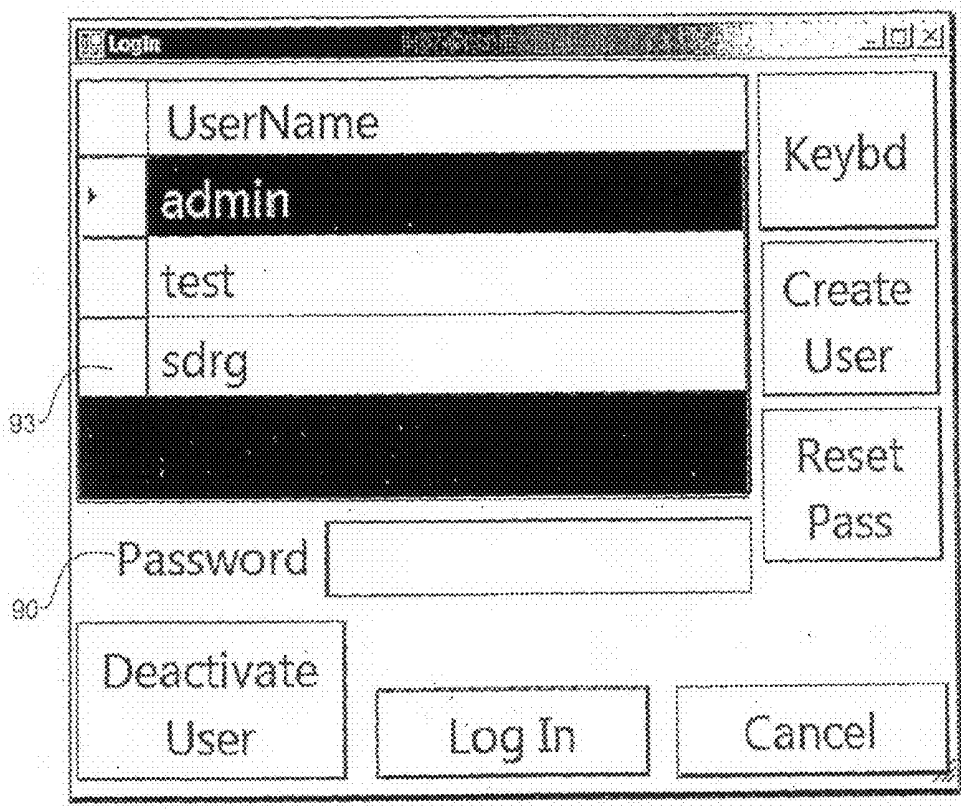 Login
UserName
Keybd
admin
test
Create
User
sdrg
93
Reset
Pass
Password
90
Deactivate
User
Log In
Cancel